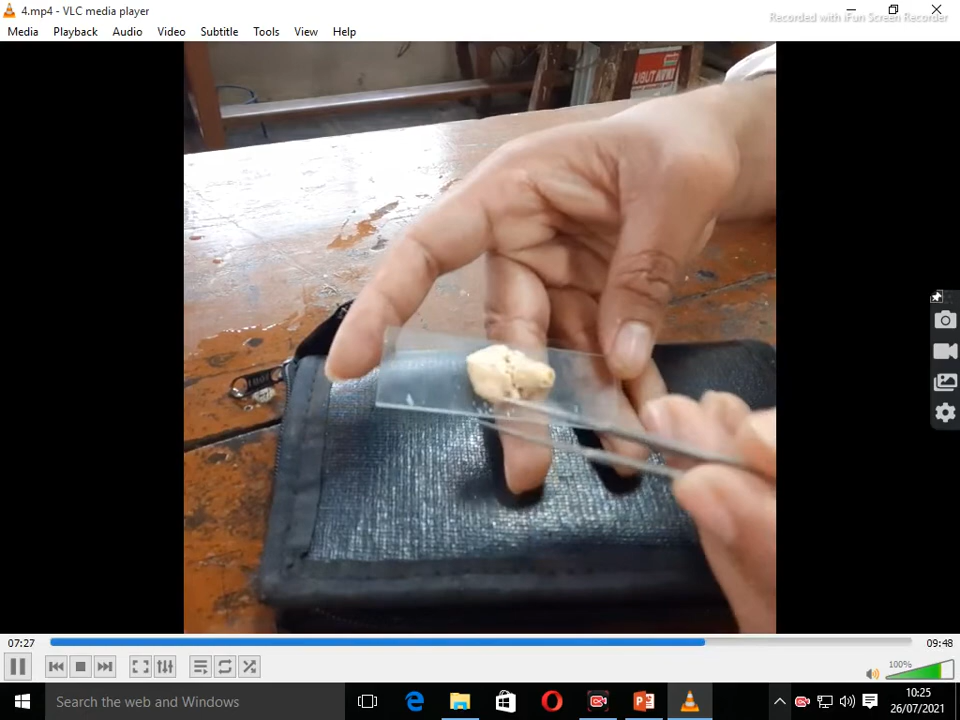 4.mp4 - VLC media player
Recorded with iFun Screen Recorder
Media Playback Audio Video Subtitle Tools View Help
07:27
09:48
100%
Search the web and Windows
10:25
26/07/2021